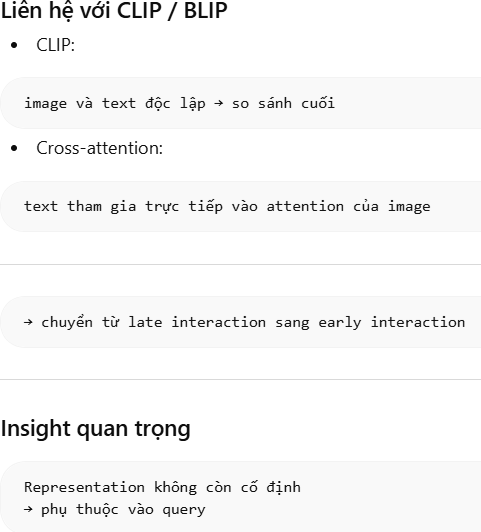 Liên hệ với CLIP / BLIP
• CLIP:
image và text độc lập → so sánh cuối
• Cross-attention:
text tham gia trực tiếp vào attention của image
→ chuyển từ late interaction sang early interaction
Insight quan trọng
Representation không còn cố định
→ phụ thuộc vào query